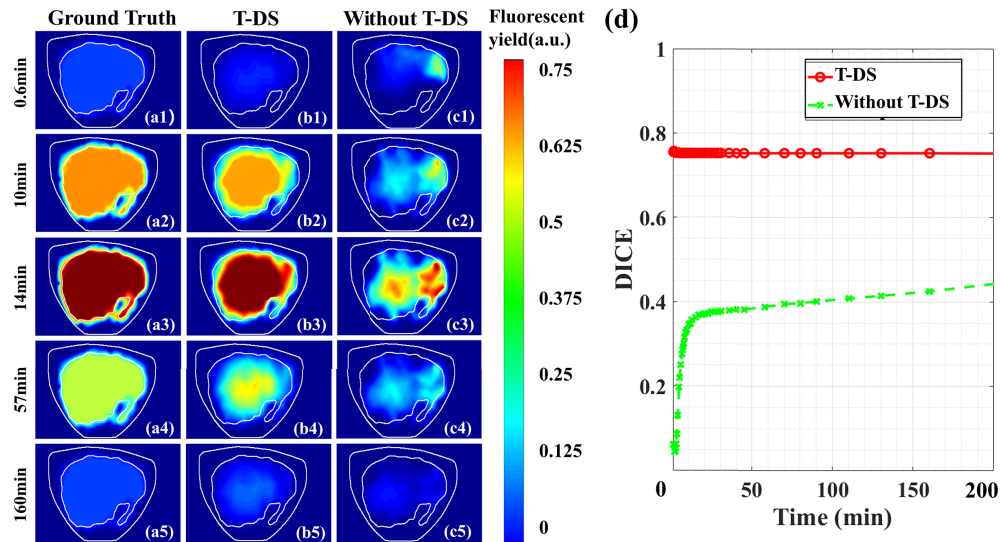 Ground Truth T-DS Without T-DS Fluorescent yield(a.u.)
0.6min (a1) (b1) (c1)
10min (a2) (b2) (c2)
14min (a3) (b3) (c3)
57min (a4) (b4) (c4)
160min (a5) (b5) (c5)
0.75
0.625
0.5
0.375
0.25
0.125
0
(d)
T-DS
Without T-DS
DICE
1
0.8
0.6
0.4
0.2
0 50 100 150 200
Time (min)